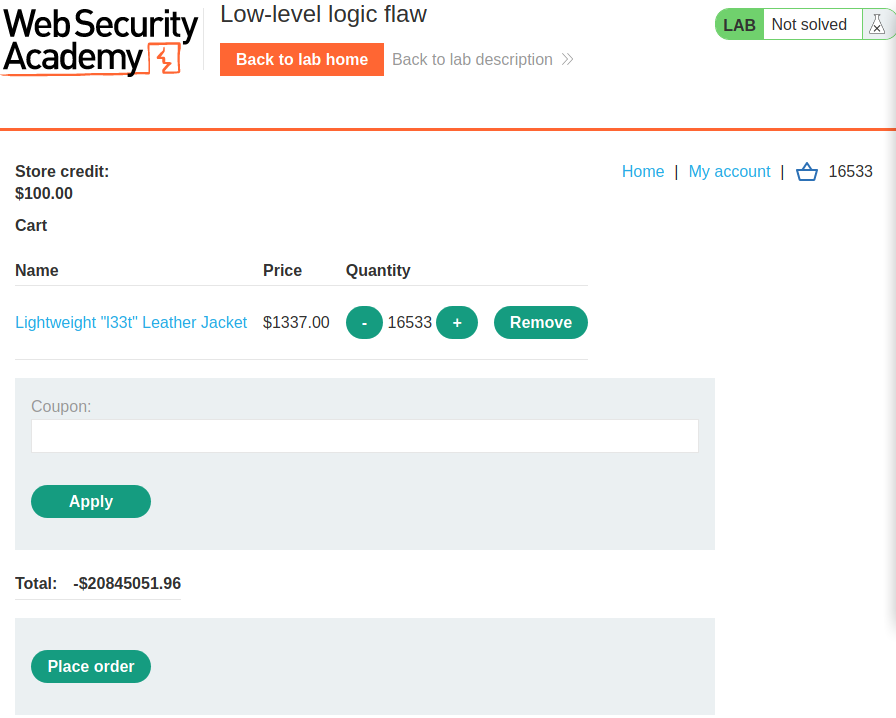 Web Security
Academy
Low-level logic flaw
Back to lab home
Back to lab description
LAB
Not solved
Store credit:
$100.00
Home | My account | 16533
Cart
Name Price Quantity
Lightweight "l33t" Leather Jacket $1337.00 - 16533 + Remove
Coupon:
Apply
Total: -$20845051.96
Place order